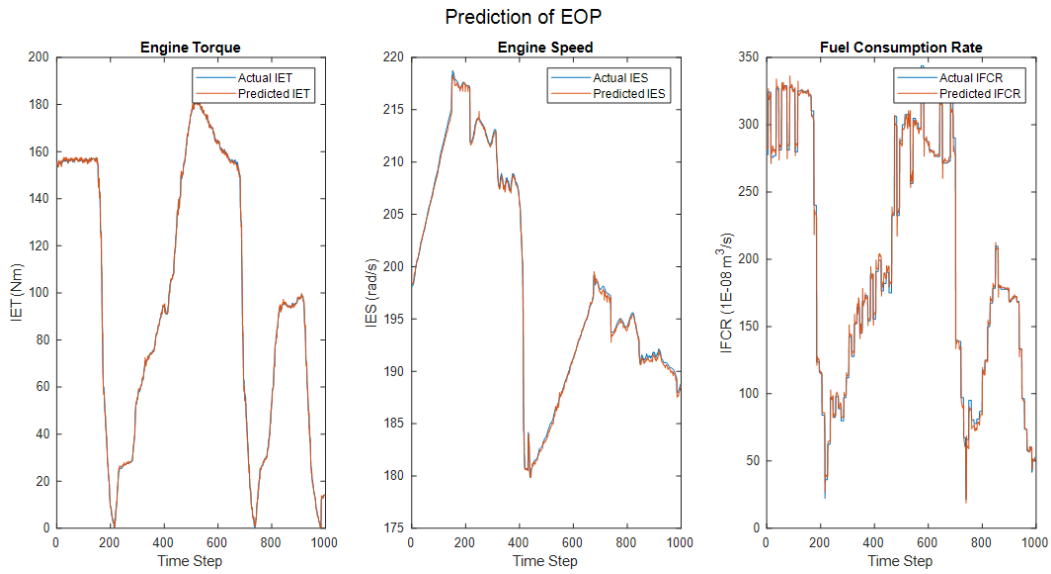 Prediction of EOP
Engine Torque
Actual IET
Predicted IET
200
180
160
140
120
100
80
60
40
20
0
IET (Nm)
0
200
400
600
800
1000
Time Step
Engine Speed
Actual IES
Predicted IES
220
215
210
205
200
195
190
185
180
175
IES (rad/s)
0
200
400
600
800
1000
Time Step
Fuel Consumption Rate
Actual IFCR
Predicted IFCR
350
300
250
200
150
100
50
0
IFCR (1E-08 m³/s)
0
200
400
600
800
1000
Time Step